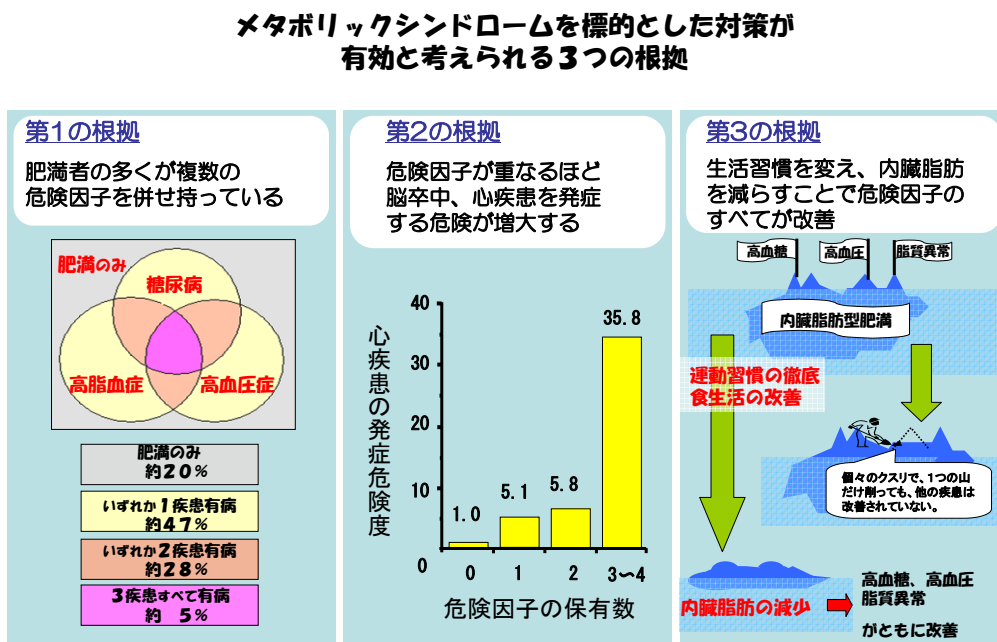 メタボリックシンドロームを標的とした対策が
有効と考えられる３つの根拠
第1の根拠
肥満者の多くが複数の
危険因子を併せ持っている
肥満のみ
糖尿病
高脂血症
高血圧症
肥満のみ
約２０％
いずれか１疾患有病
約４７％
いずれか２疾患有病
約２８％
３疾患すべて有病
約　５％
第2の根拠
危険因子が重なるほど
脳卒中、心疾患を発症
する危険が増大する
心疾患の発症危険度
40
30
20
10
0
1.0
5.1
5.8
35.8
0
1
2
3〜4
危険因子の保有数
第3の根拠
生活習慣を変え、内臓脂肪
を減らすことで危険因子の
すべてが改善
高血糖
高血圧
脂質異常
内臓脂肪型肥満
運動習慣の徹底
食生活の改善
個々のクスリで、１つの山
だけ削っても、他の疾患は
改善されていない。
内臓脂肪の減少
高血糖、高血圧
脂質異常
がともに改善